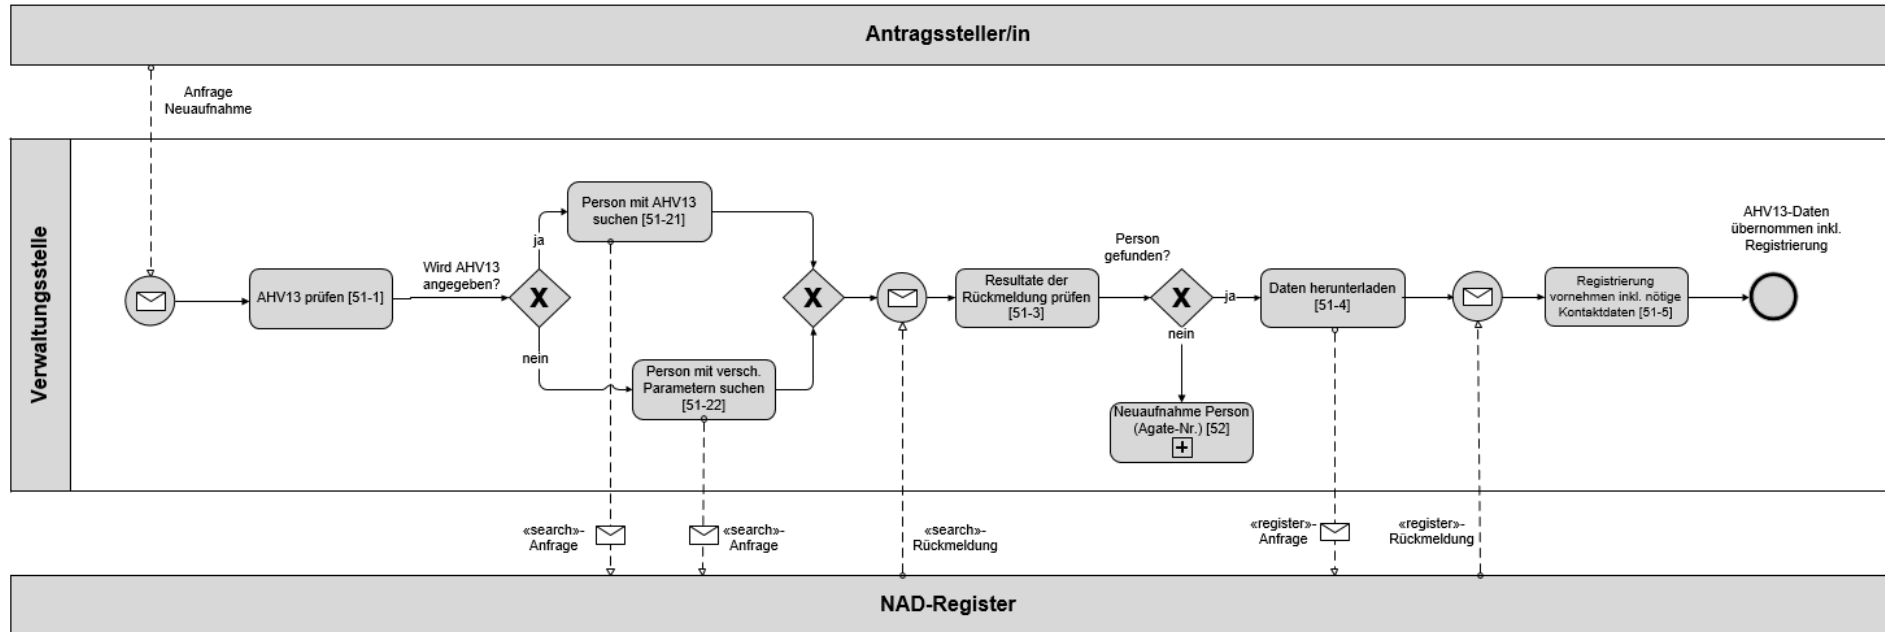 Antragssteller/in
Anfrage
Neuaufnahme
Verwaltungsstelle
AHV13 prüfen [51-1]
Wird AHV13
angegeben?
X
ja
nein
Person mit AHV13
suchen [51-21]
Person mit versch.
Parametern suchen
[51-22]
X
Resultate der
Rückmeldung prüfen
[51-3]
Person
gefunden?
X
ja
nein
Neuaufnahme Person
(Agate-Nr.) [52]
Daten herunterladen
[51-4]
Registrierung
vornehmen inkl. nötige
Kontaktdaten [51-5]
AHV13-Daten
übernommen inkl.
Registrierung
«search»-
Anfrage
«search»-
Anfrage
«search»-
Rückmeldung
«register»-
Anfrage
«register»-
Rückmeldung
NAD-Register